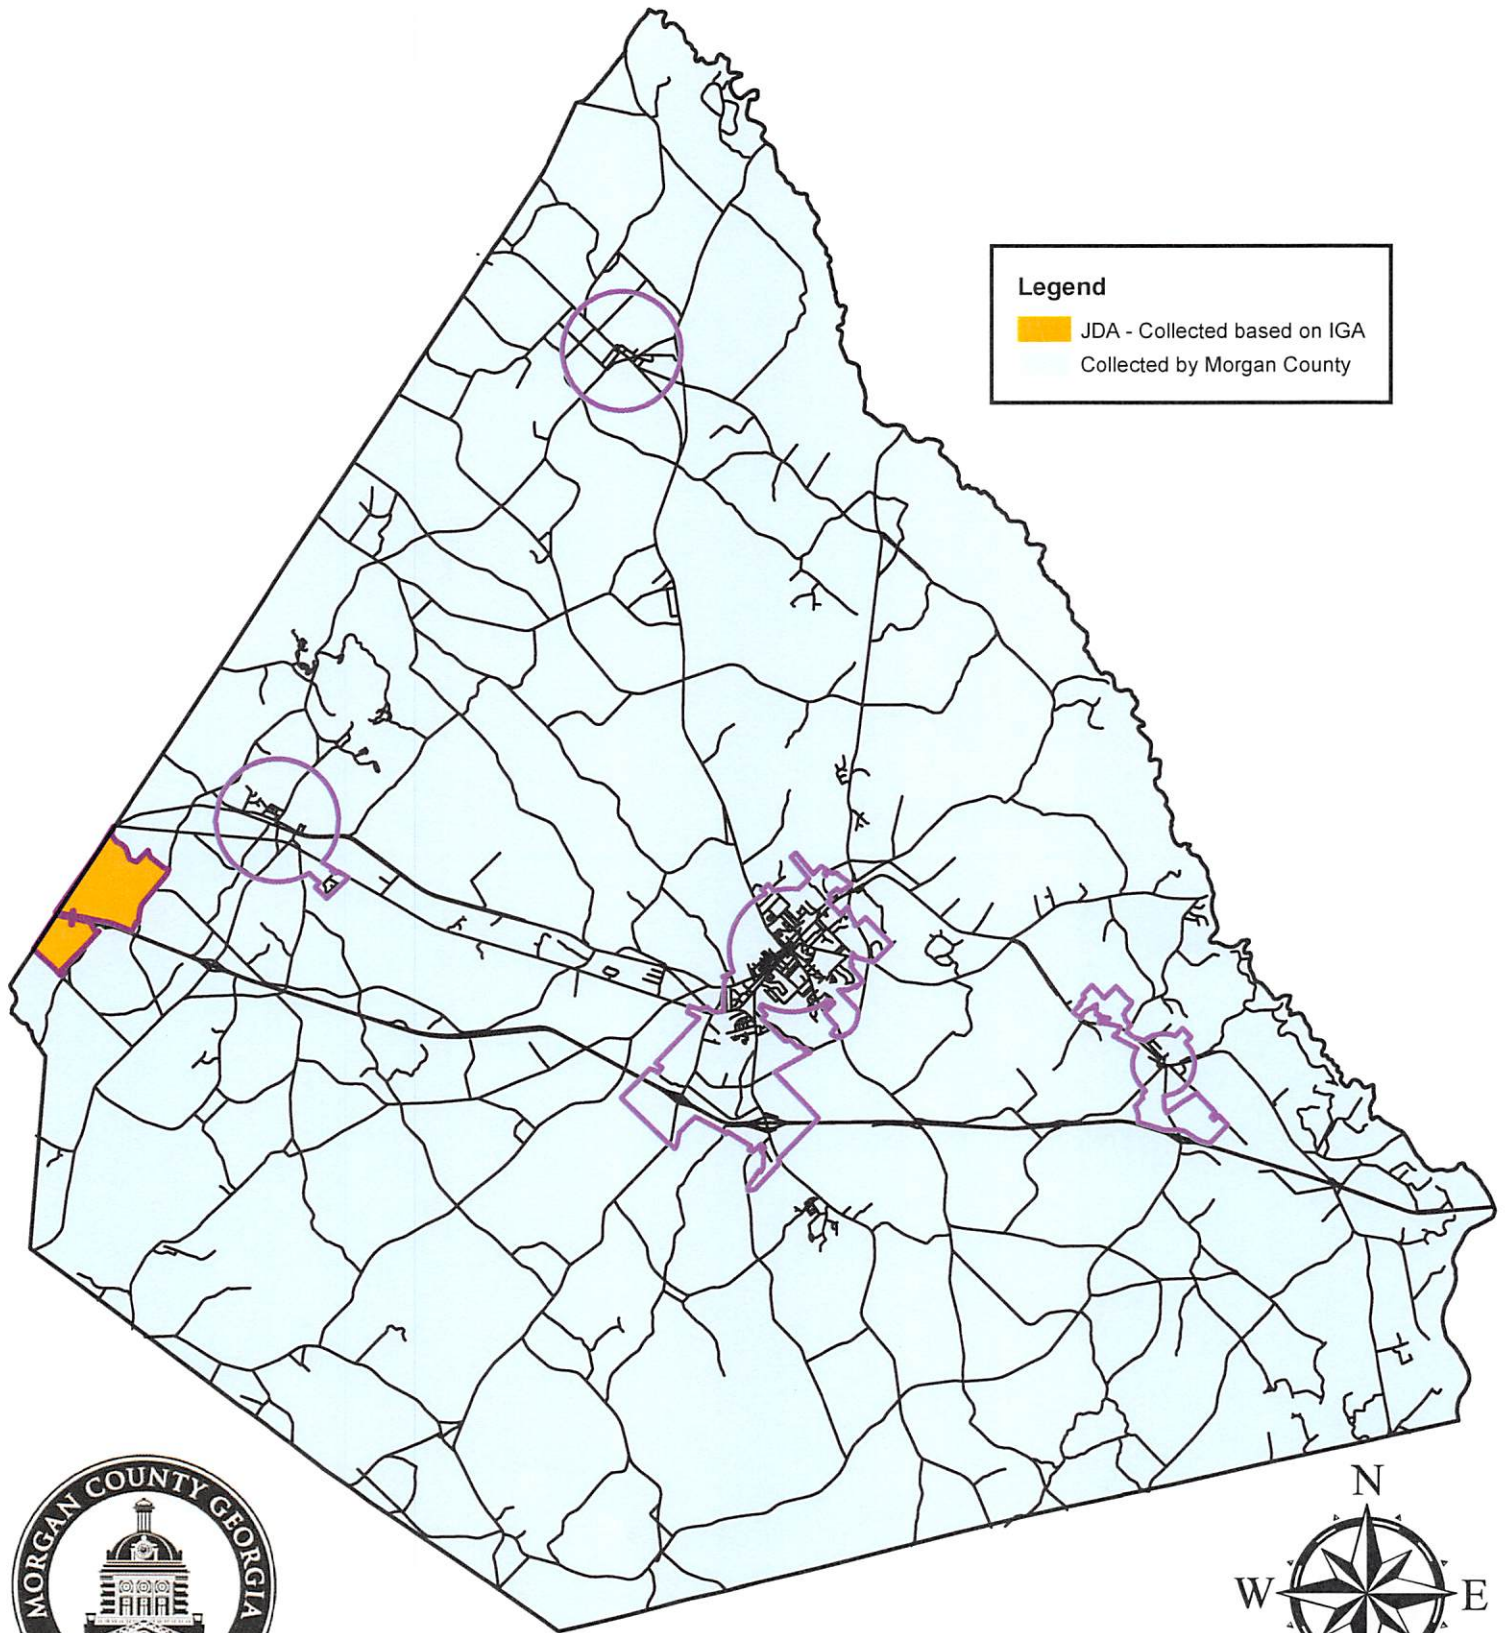 Legend
JDA - Collected based on IGA
Collected by Morgan County
MORGAN COUNTY GEORGIA
N
W
E